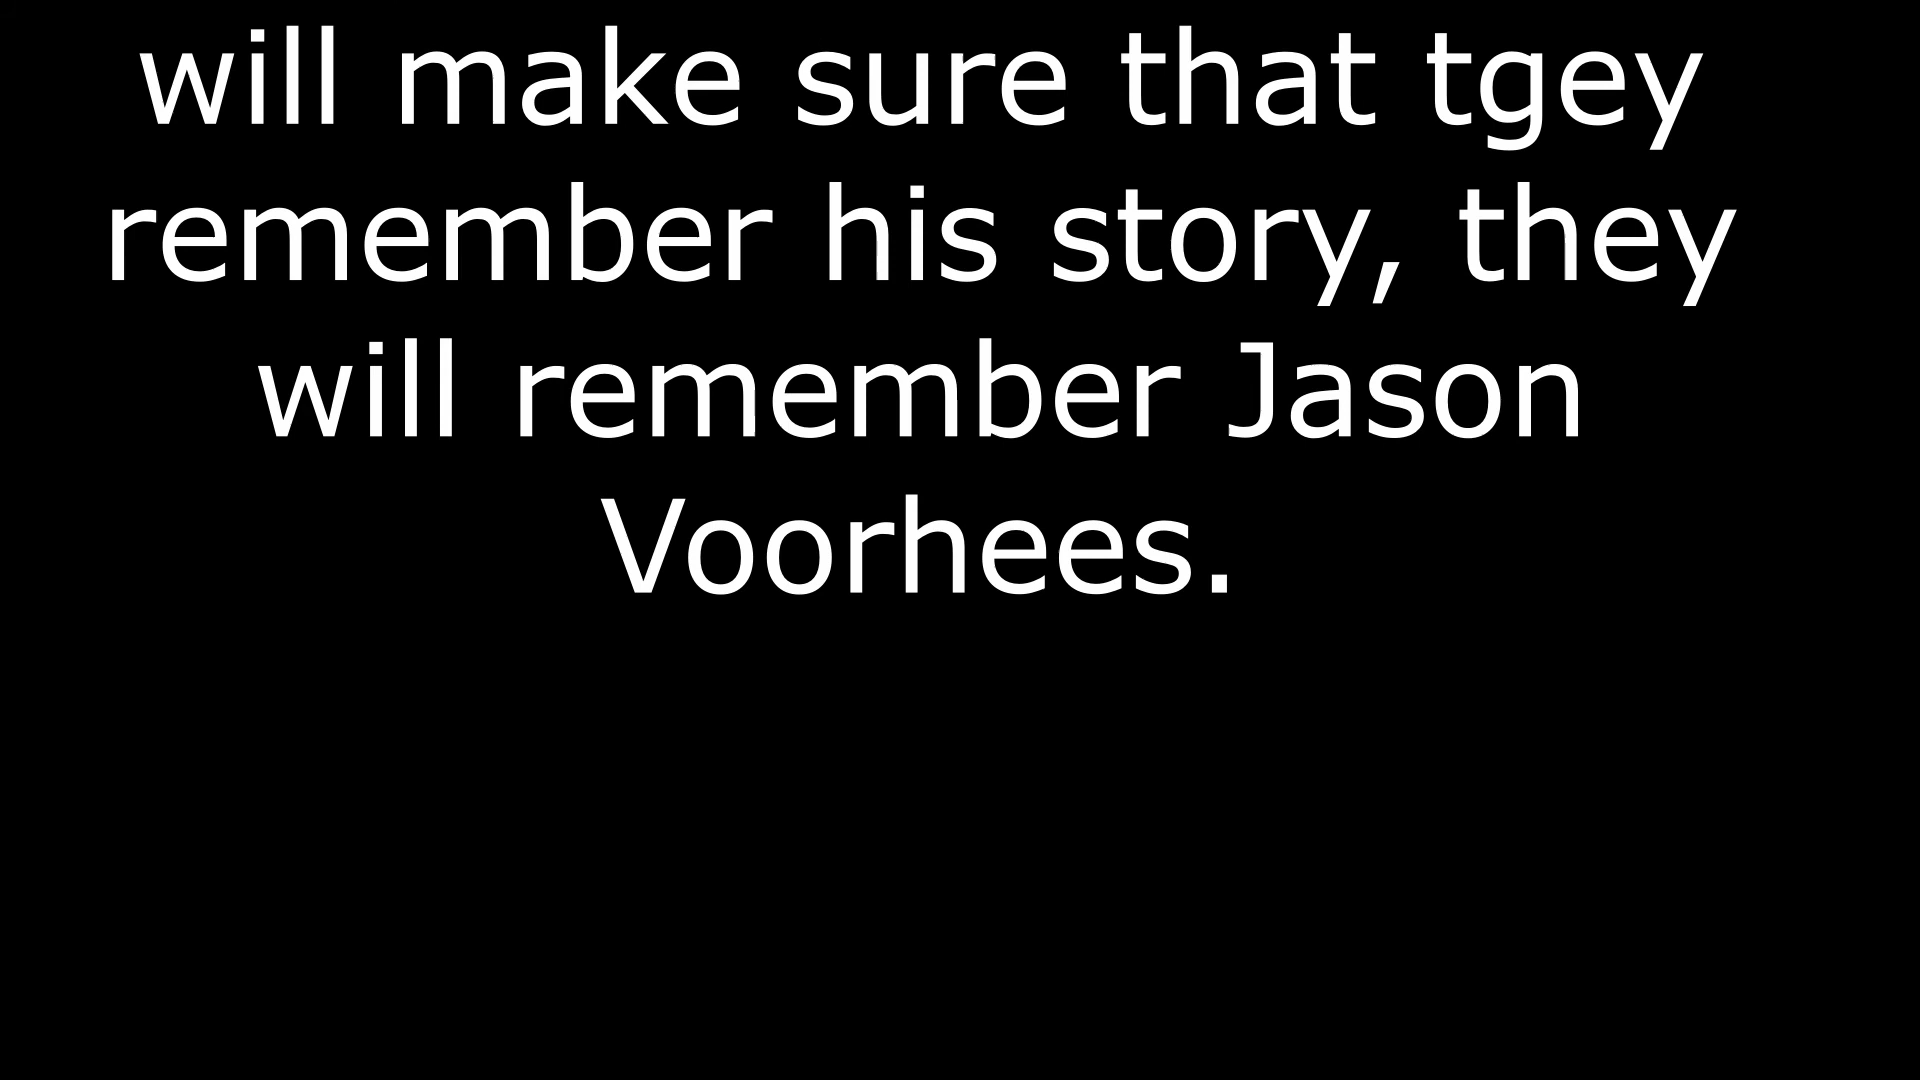 will make sure that tgey
remember his story, they
will remember Jason
Voorhees.